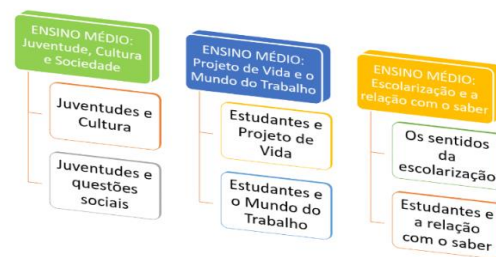 ENSINO MÉDIO:
Juventude, Cultura
e Sociedade
Juventudes e
Cultura
Juventudes e
questões
sociais
ENSINO MÉDIO:
Projeto de Vida e o
Mundo do Trabalho
Estudantes e
Projeto de
Vida
Estudantes e
o Mundo do
Trabalho
ENSINO MÉDIO:
Escolarização e a
relação com o saber
Os sentidos
da
escolarização
Estudantes e
a relação
com o saber